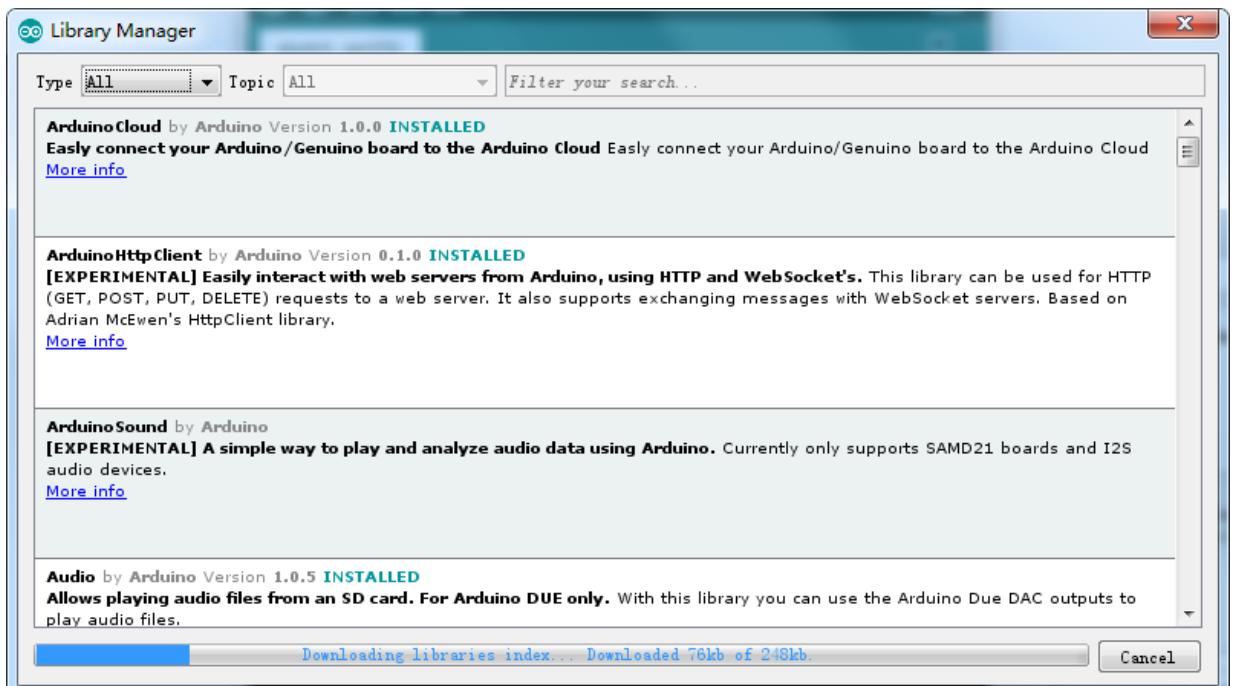 Library Manager
Type All Topic All Filter your search...
ArduinoCloud by Arduino Version 1.0.0 INSTALLED
Easly connect your Arduino/Genuino board to the Arduino Cloud Easly connect your Arduino/Genuino board to the Arduino Cloud
More info
ArduinoHttpClient by Arduino Version 0.1.0 INSTALLED
[EXPERIMENTAL] Easily interact with web servers from Arduino, using HTTP and WebSocket's. This library can be used for HTTP
(GET, POST, PUT, DELETE) requests to a web server. It also supports exchanging messages with WebSocket servers. Based on
Adrian McEwen's HttpClient library.
More info
ArduinoSound by Arduino
[EXPERIMENTAL] A simple way to play and analyze audio data using Arduino. Currently only supports SAMD21 boards and I2S
audio devices.
More info
Audio by Arduino Version 1.0.5 INSTALLED
Allows playing audio files from an SD card. For Arduino DUE only. With this library you can use the Arduino Due DAC outputs to
play audio files.
Downloading libraries index... Downloaded 76kb of 248kb.
Cancel